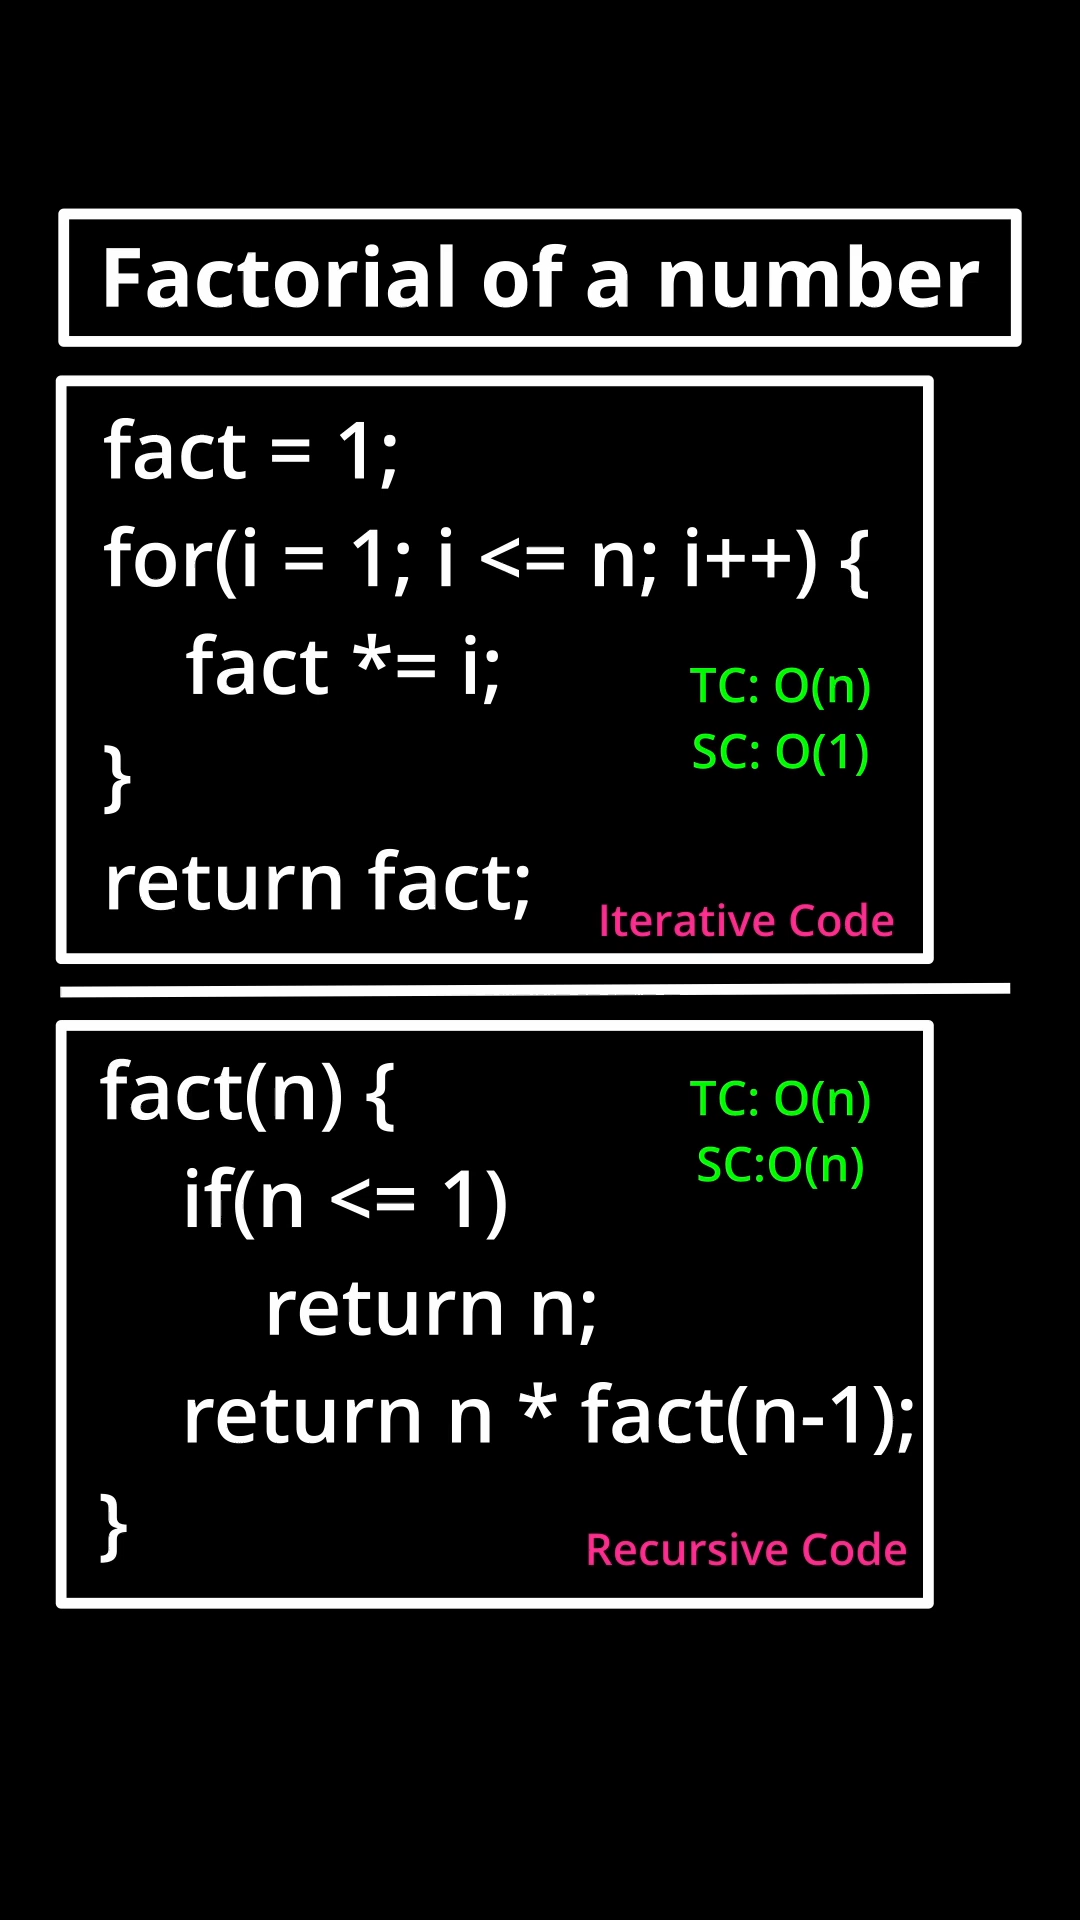 Factorial of a number
fact = 1;
for(i = 1; i <= n; i++) {
fact *= i;
TC: O(n)
SC: O(1)
}
return fact;
Iterative Code
fact(n) {
TC: O(n)
SC:O(n)
if(n <= 1)
return n;
return n * fact(n-1);
}
Recursive Code